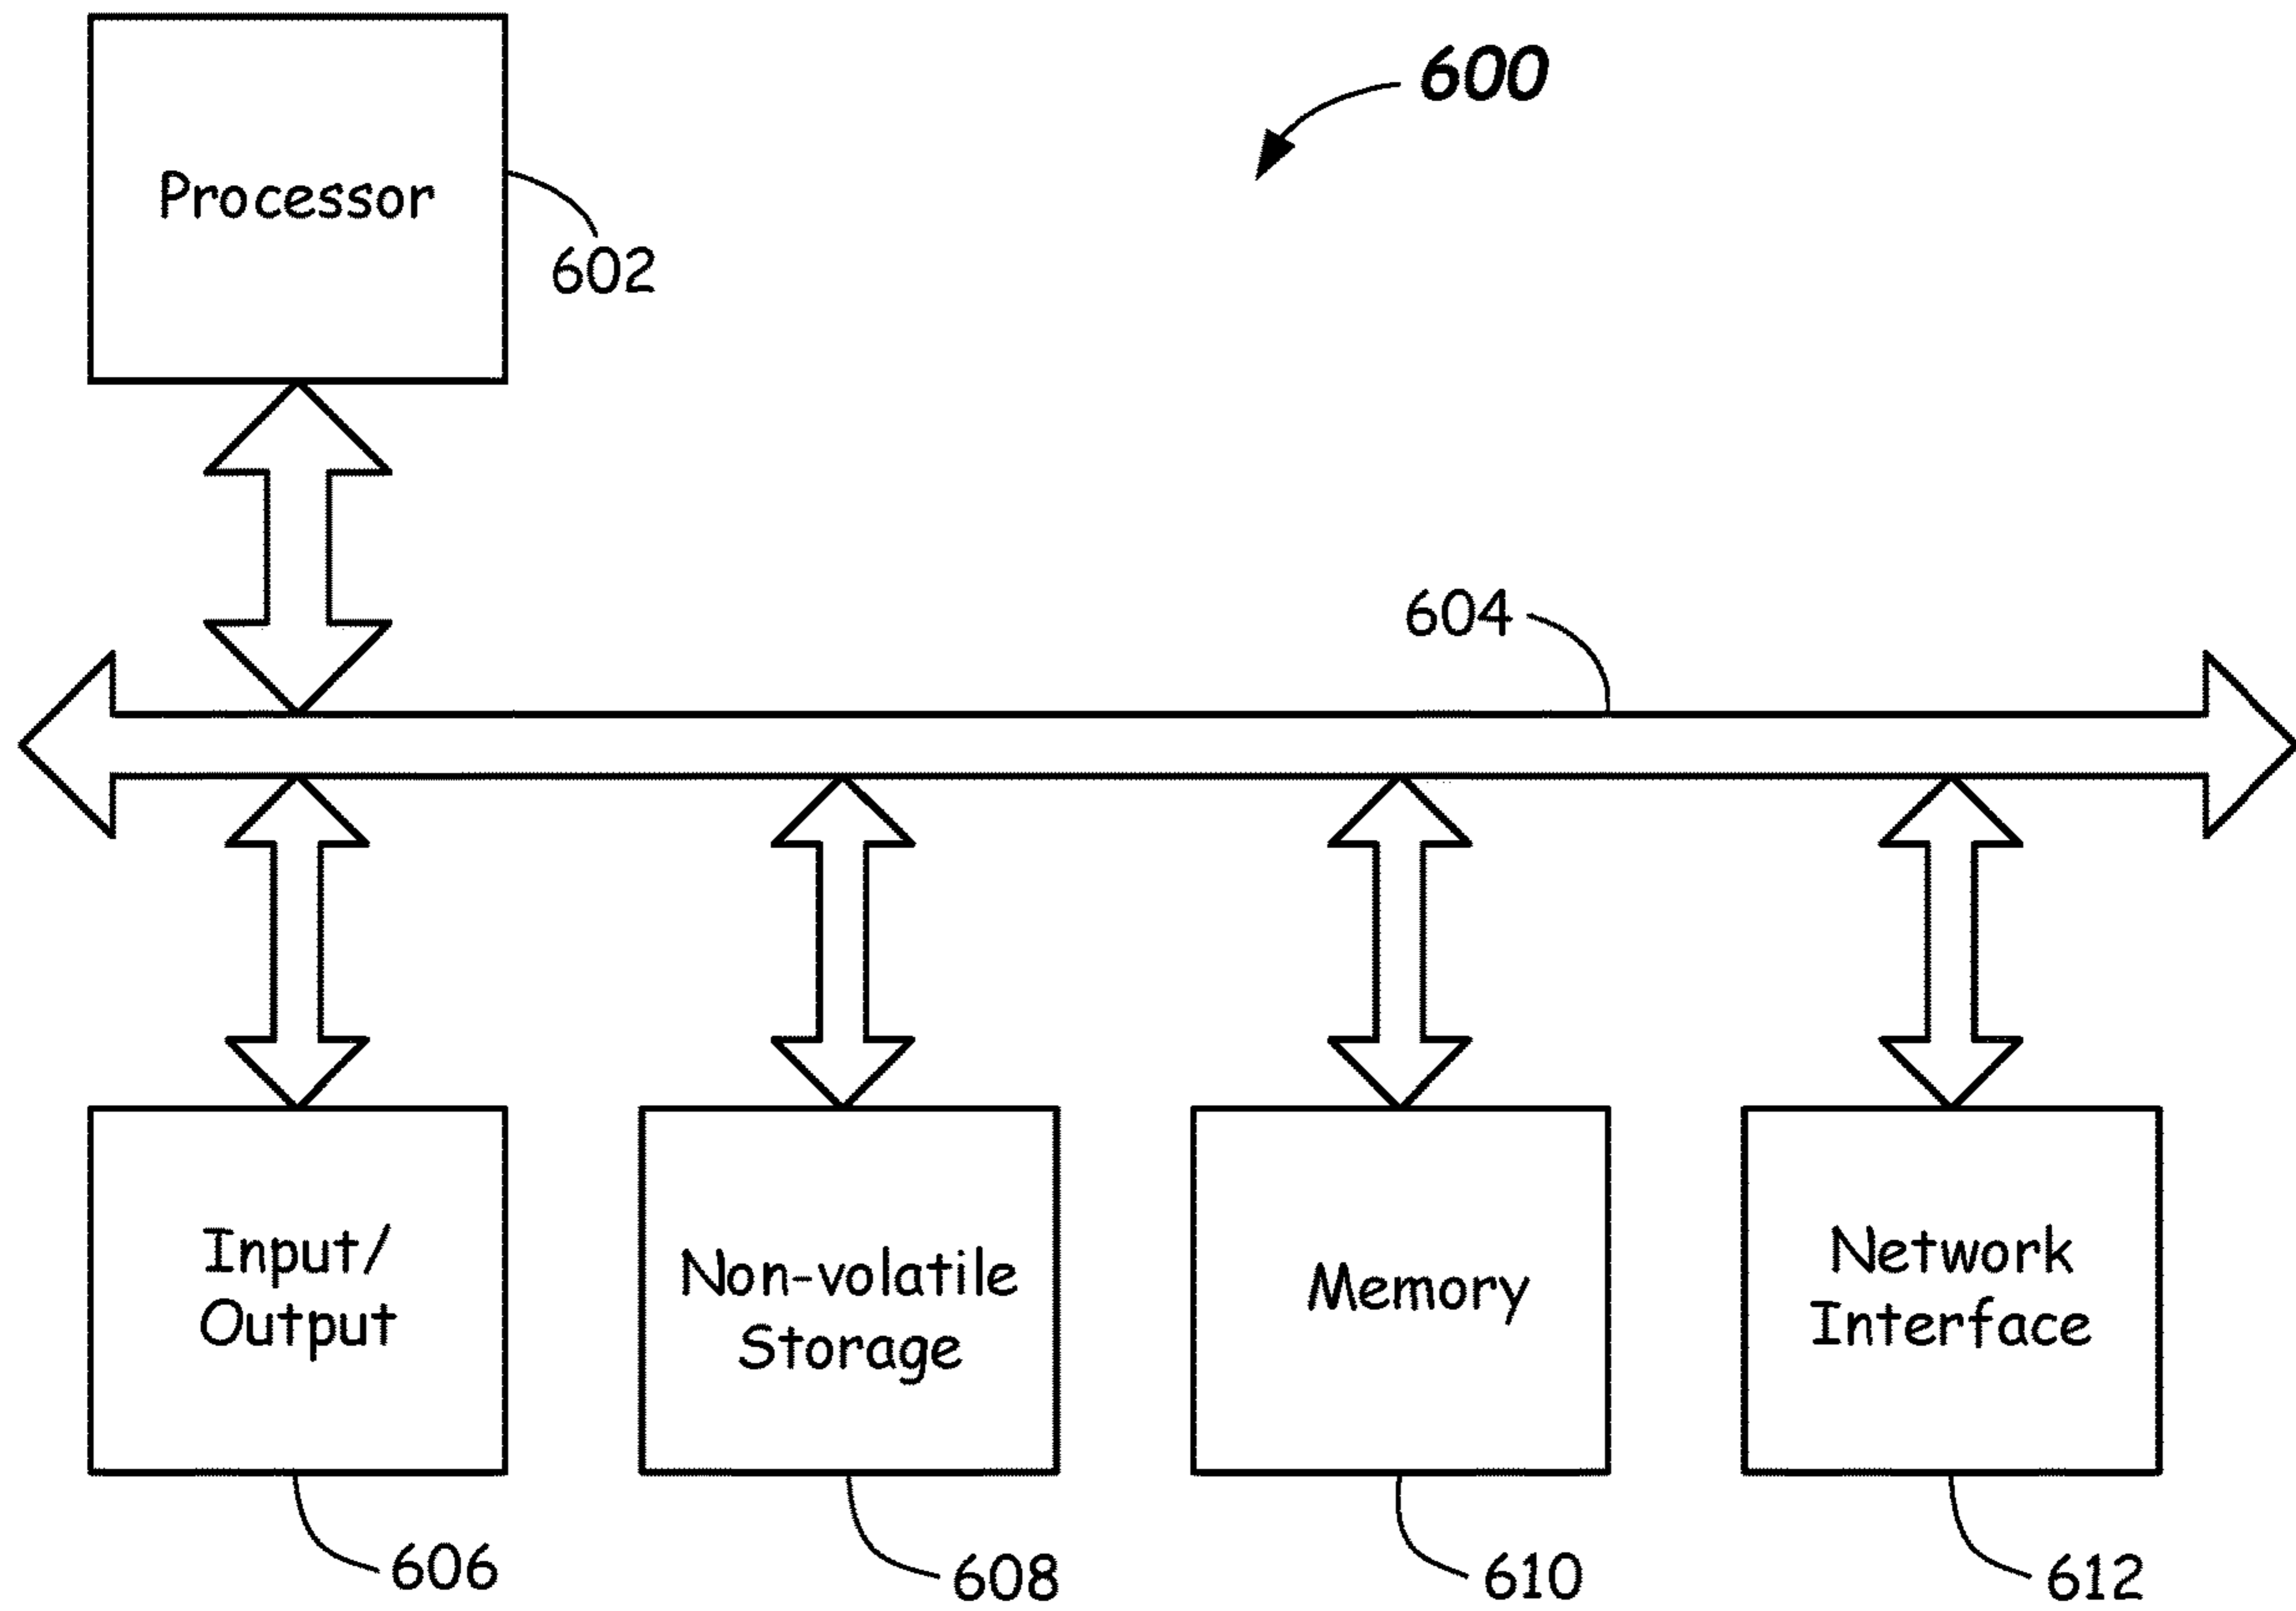 600
Processor
602
604
Input/
Output
Non-volatile
Storage
Memory
Network
Interface
606
608
610
612